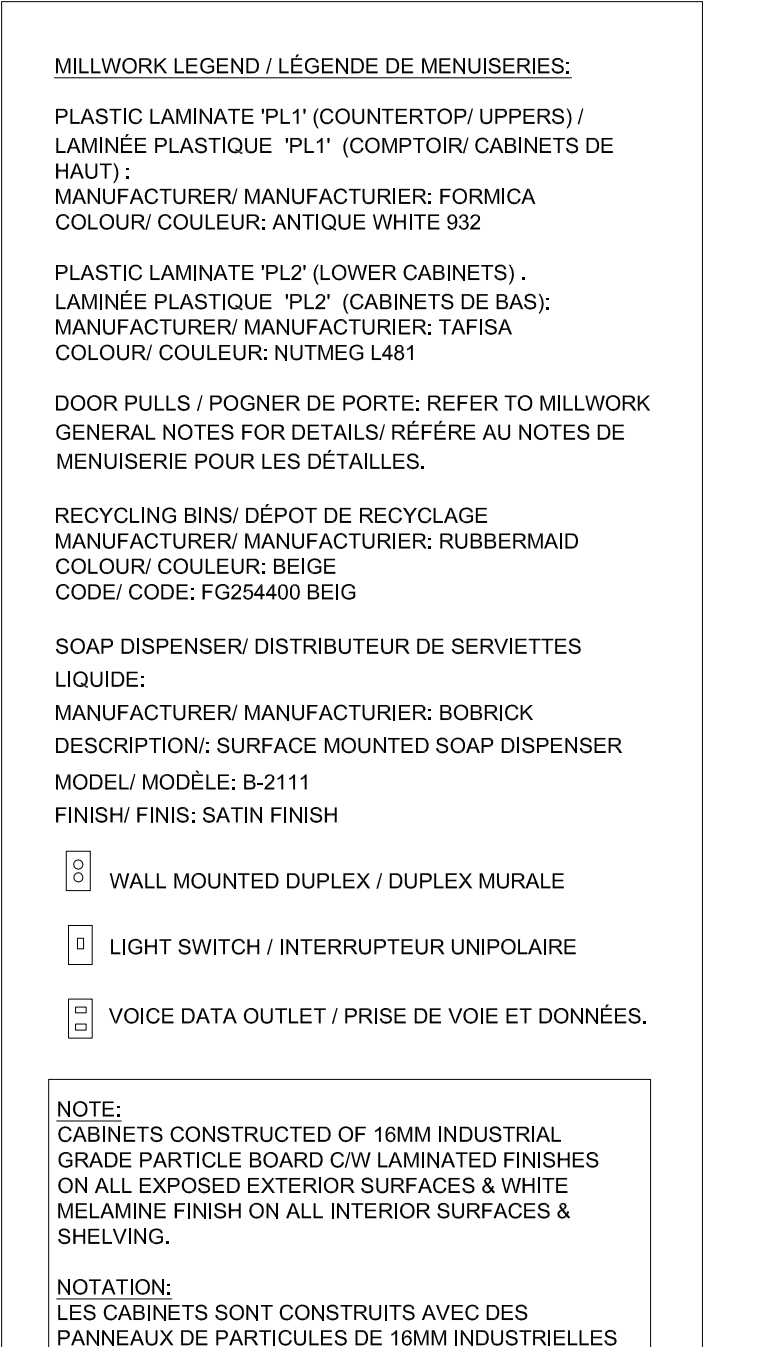 MILLWORK LEGEND / LÉGENDE DE MENUISERIES:
PLASTIC LAMINATE 'PL1' (COUNTERTOP/ UPPERS) /
LAMINÉE PLASTIQUE 'PL1' (COMPTOIR/ CABINETS DE
HAUT) :
MANUFACTURER/ MANUFACTURIER: FORMICA
COLOUR/ COULEUR: ANTIQUE WHITE 932
PLASTIC LAMINATE 'PL2' (LOWER CABINETS) .
LAMINÉE PLASTIQUE 'PL2' (CABINETS DE BAS):
MANUFACTURER/ MANUFACTURIER: TAFISA
COLOUR/ COULEUR: NUTMEG L481
DOOR PULLS / POGNER DE PORTE: REFER TO MILLWORK
GENERAL NOTES FOR DETAILS/ RÉFÉRE AU NOTES DE
MENUISERIE POUR LES DÉTAILLES.
RECYCLING BINS/ DÉPOT DE RECYCLAGE
MANUFACTURER/ MANUFACTURIER: RUBBERMAID
COLOUR/ COULEUR: BEIGE
CODE/ CODE: FG254400 BEIG
SOAP DISPENSER/ DISTRIBUTEUR DE SERVIETTES
LIQUIDE:
MANUFACTURER/ MANUFACTURIER: BOBRICK
DESCRIPTION/: SURFACE MOUNTED SOAP DISPENSER
MODEL/ MODÈLE: B-2111
FINISH/ FINIS: SATIN FINISH
WALL MOUNTED DUPLEX / DUPLEX MURALE
LIGHT SWITCH / INTERRUPTEUR UNIPOLAIRE
VOICE DATA OUTLET / PRISE DE VOIE ET DONNÉES.
NOTE:
CABINETS CONSTRUCTED OF 16MM INDUSTRIAL
GRADE PARTICLE BOARD C/W LAMINATED FINISHES
ON ALL EXPOSED EXTERIOR SURFACES & WHITE
MELAMINE FINISH ON ALL INTERIOR SURFACES &
SHELVING.
NOTATION:
LES CABINETS SONT CONSTRUITS AVEC DES
PANNEAUX DE PARTICULES DE 16MM INDUSTRIELLES